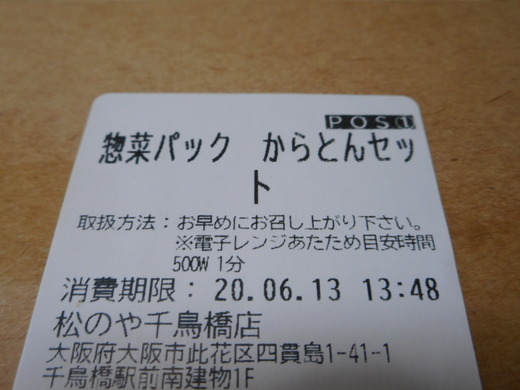 POS①
惣菜パック からとんセッ
ト
取扱方法:お早めにお召し上がり下さい。
※電子レンジあたため目安時間
500W 1分
消費期限: 20.06.13 13:48
松のや千鳥橋店
大阪府大阪市此花区四貫島1-41-1
千鳥橋駅前南建物1F